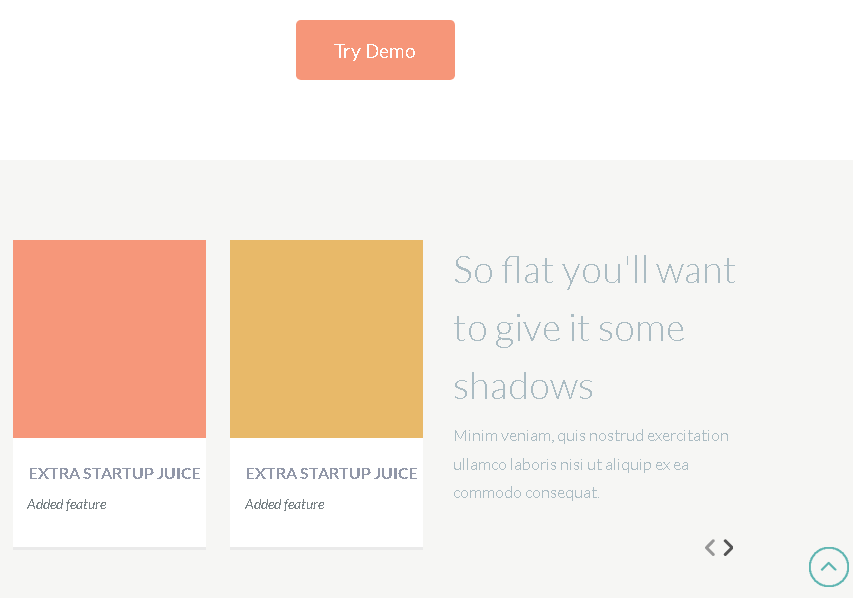 Try Demo
EXTRA STARTUP JUICE
Added feature
EXTRA STARTUP JUICE
Added feature
So flat you'll want
to give it some
shadows
Minim veniam, quis nostrud exercitation
ullamco laboris nisi ut aliquip ex ea
commodo consequat.